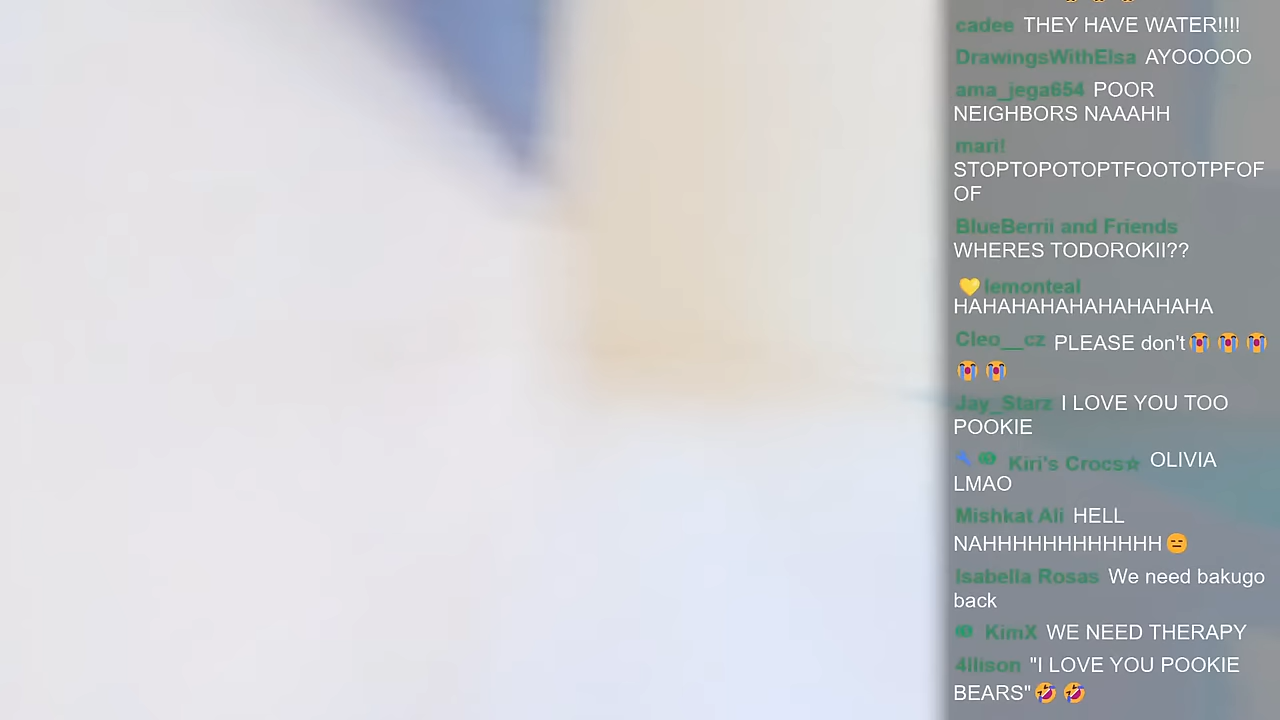 cadee THEY HAVE WATER!!!!
DrawingsWithElsa AYOOOOO
ama_jega654 POOR
NEIGHBORS NAAAHH
mari!
STOPTOPOTOPTFOOTOTPFOF
OF
BlueBerrii and Friends
WHERES TODOROKII??
💛lemonteal
HAHAHAHAHAHAHAHAHA
Cleo__cz PLEASE don't😭😭😭
😭😭
Jay_Starz I LOVE YOU TOO
POOKIE
Kiri's Crocs☆ OLIVIA
LMAO
Mishkat Ali HELL
NAHHHHHHHHHHHH😑
Isabella Rosas We need bakugo
back
KimX WE NEED THERAPY
4llison "I LOVE YOU POOKIE
BEARS"🤣🤣